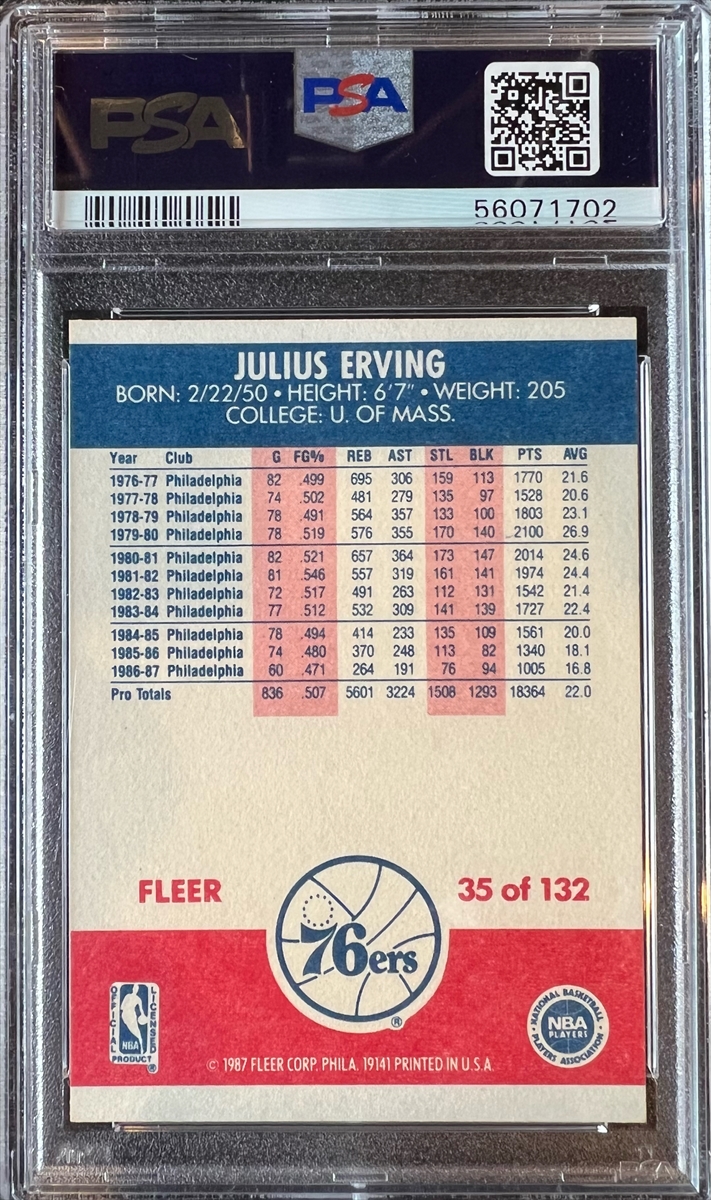 PSA
PSA
56071702
JULIUS ERVING
BORN: 2/22/50 • HEIGHT: 6'7" • WEIGHT: 205
COLLEGE: U. OF MASS.
Year Club G FG% REB AST STL BLK PTS AVG
1976-77 Philadelphia 82 .499 695 306 159 113 1770 21.6
1977-78 Philadelphia 74 .502 481 279 135 97 1528 20.6
1978-79 Philadelphia 78 .491 564 357 133 100 1803 23.1
1979-80 Philadelphia 78 .519 576 355 170 140 2100 26.9
1980-81 Philadelphia 82 .521 657 364 173 147 2014 24.6
1981-82 Philadelphia 81 .546 557 319 161 141 1974 24.4
1982-83 Philadelphia 72 .517 491 263 112 131 1542 21.4
1983-84 Philadelphia 77 .512 532 309 141 139 1727 22.4
1984-85 Philadelphia 78 .494 414 233 135 109 1561 20.0
1985-86 Philadelphia 74 .480 370 248 113 82 1340 18.1
1986-87 Philadelphia 60 .471 264 191 76 94 1005 16.8
Pro Totals 836 .507 5601 3224 1508 1293 18364 22.0
FLEER
35 of 132
76ers
®
OFFICIAL LICENSED
NBA
PRODUCT ®
NATIONAL BASKETBALL
NBA
PLAYERS
PLAYERS ASSOCIATION
© 1987 FLEER CORP. PHILA. 19141 PRINTED IN U.S.A.
PSA